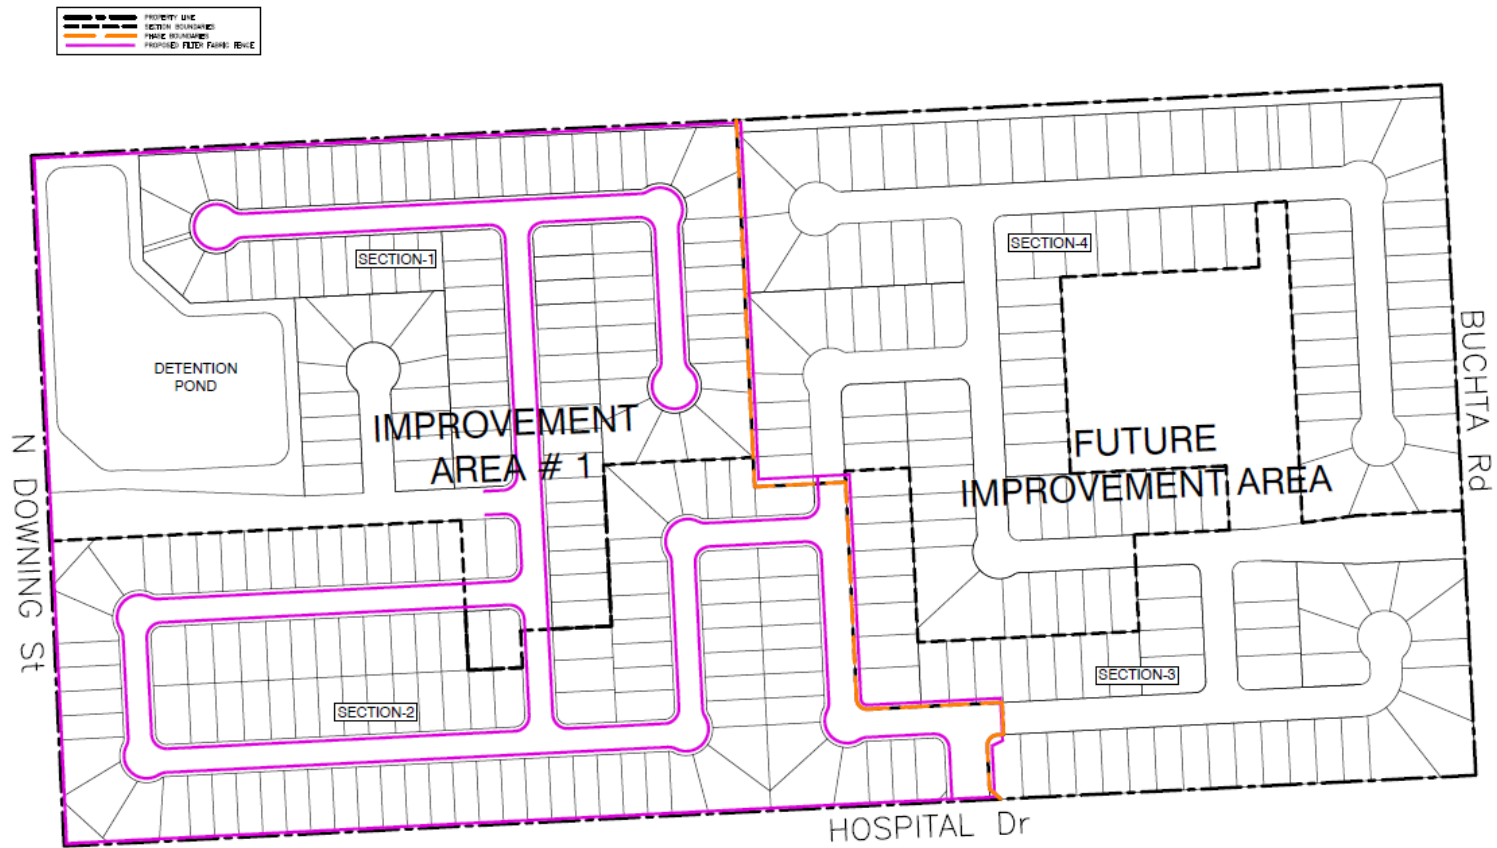 PROPERTY LINE
SECTION BOUNDARIES
PHASE BOUNDARIES
PROPOSED FILTER FABRIC FENCE
SECTION-1
SECTION-4
DETENTION
POND
IMPROVEMENT
AREA # 1
FUTURE
IMPROVEMENT AREA
BUCHTA Rd
N DOWNING St
SECTION-3
SECTION-2
HOSPITAL Dr